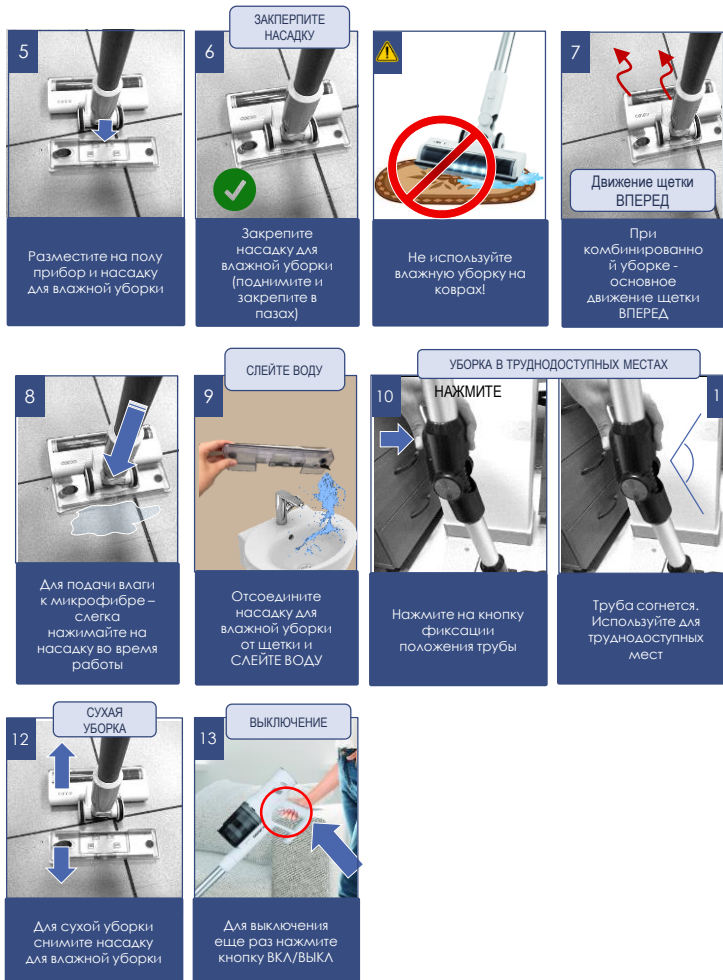 5
Разместите на полу
прибор и насадку
для влажной уборки
ЗАКПЕРПИТЕ
НАСАДКУ
6
Закрепите
насадку для
влажной уборки
(поднимите и
закрепите в
пазах)
Не используйте
влажную уборку на
коврах!
7
Движение щетки
ВПЕРЕД
При
комбинированно
й уборке -
основное
движение щетки
ВПЕРЕД
8
Для подачи влаги
к микрофибре –
слегка
нажимайте на
насадку во время
работы
СЛЕЙТЕ ВОДУ
9
Отсоедините
насадку для
влажной уборки
от щетки и
СЛЕЙТЕ ВОДУ
УБОРКА В ТРУДНОДОСТУПНЫХ МЕСТАХ
10
НАЖМИТЕ
Нажмите на кнопку
фиксации
положения трубы
1
Труба согнется.
Используйте для
труднодоступных
мест
СУХАЯ
УБОРКА
12
Для сухой уборки
снимите насадку
для влажной уборки
ВЫКЛЮЧЕНИЕ
13
Для выключения
еще раз нажмите
кнопку ВКЛ/ВЫКЛ